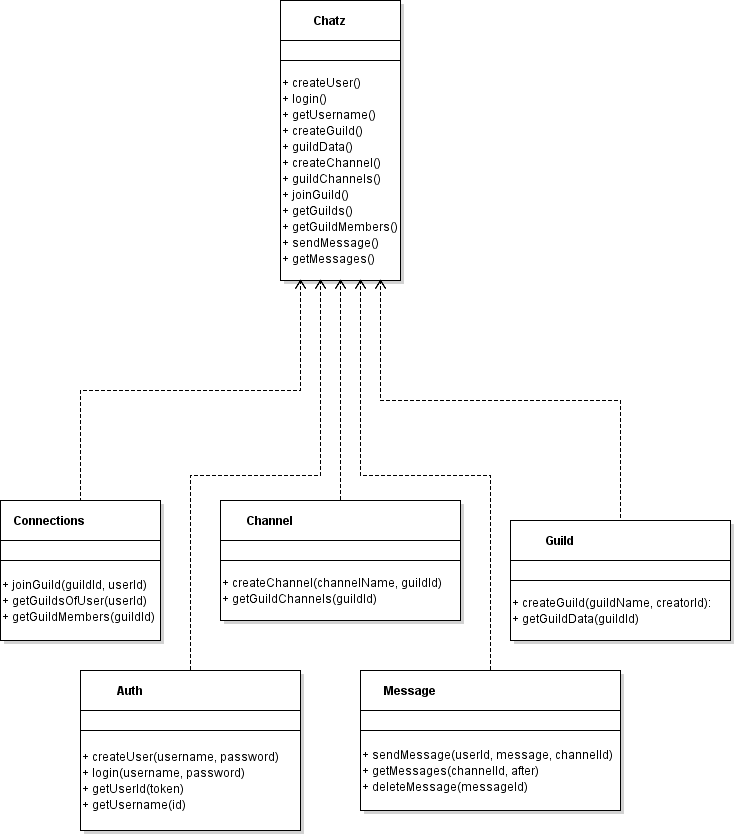 Chatz
+ createUser()
+ login()
+ getUsername()
+ createGuild()
+ guildData()
+ createChannel()
+ guildChannels()
+ joinGuild()
+ getGuilds()
+ getGuildMembers()
+ sendMessage()
+ getMessages()
Connections
+ joinGuild(guildId, userId)
+ getGuildsOfUser(userId)
+ getGuildMembers(guildId)
Channel
+ createChannel(channelName, guildId)
+ getGuildChannels(guildId)
Guild
+ createGuild(guildName, creatorId):
+ getGuildData(guildId)
Auth
+ createUser(username, password)
+ login(username, password)
+ getUserId(token)
+ getUsername(id)
Message
+ sendMessage(userId, message, channelId)
+ getMessages(channelId, after)
+ deleteMessage(messageId)